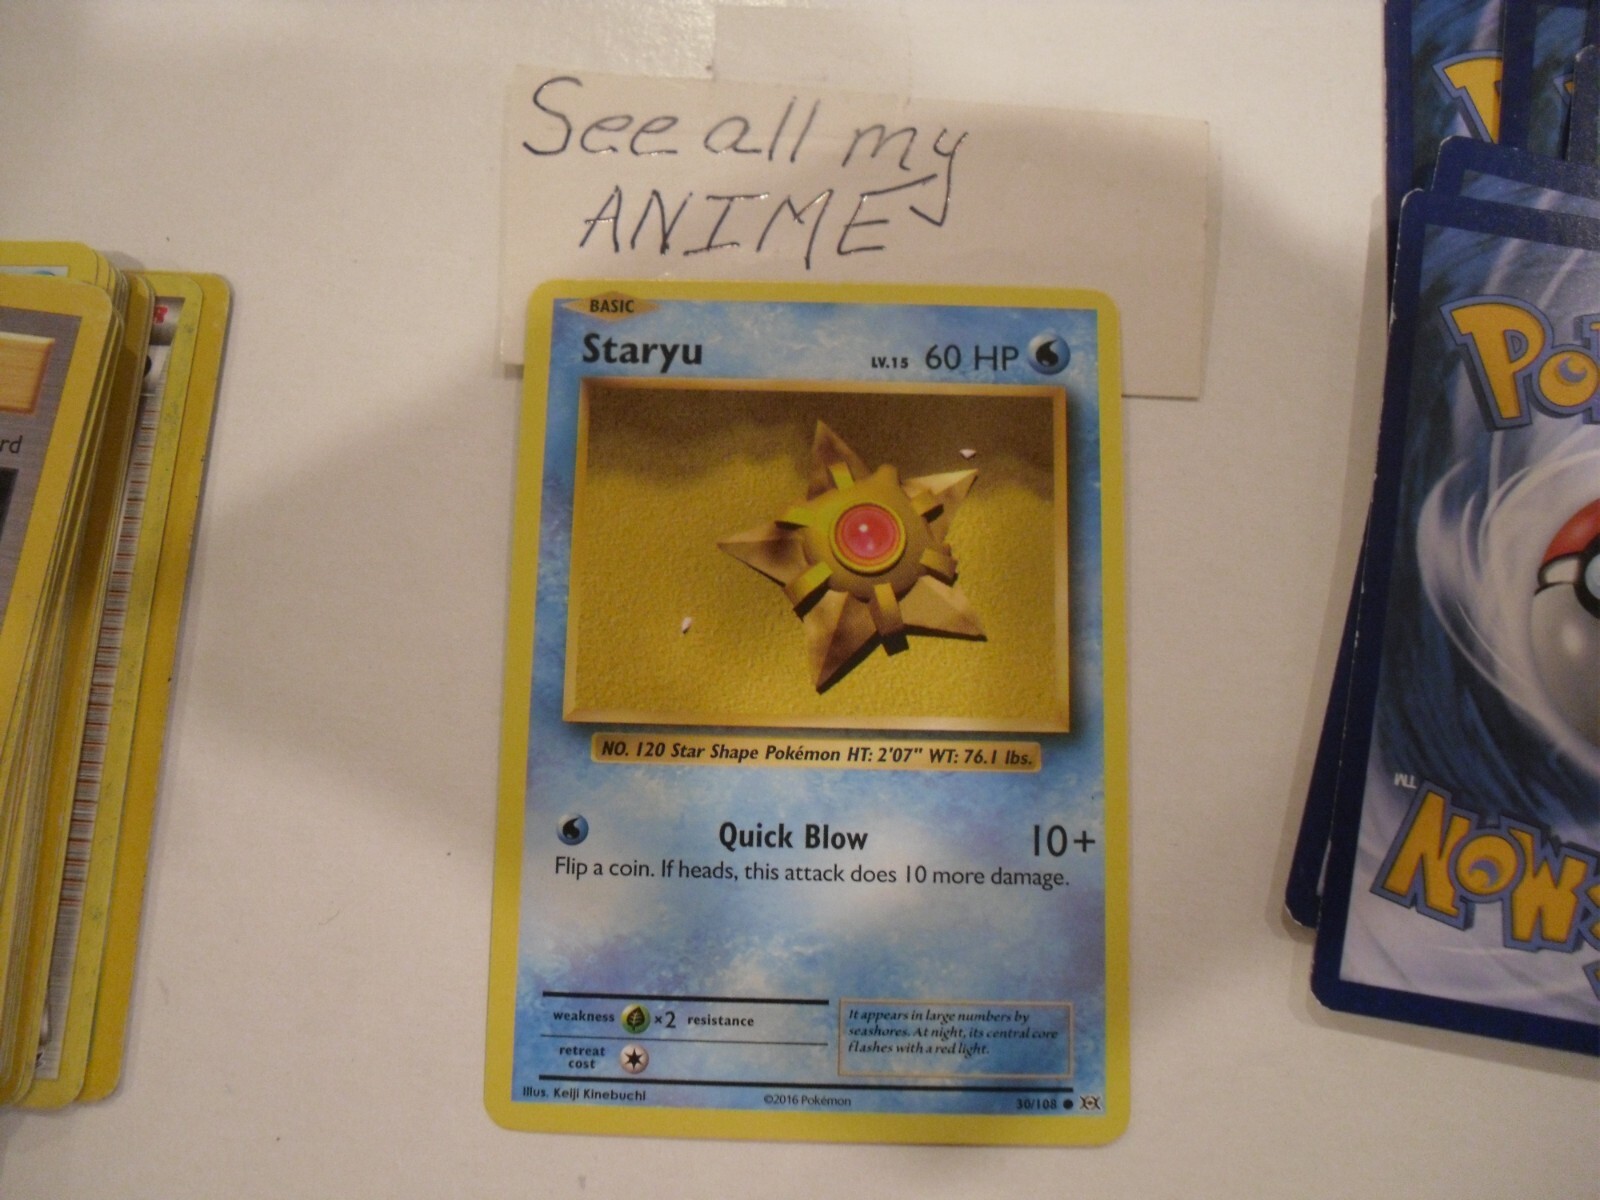 See all my
ANIME
BASIC
Staryu LV.15 60 HP
NO. 120 Star Shape Pokémon HT: 2'07" WT: 76.1 lbs.
Quick Blow 10+
Flip a coin. If heads, this attack does 10 more damage.
weakness ×2 resistance
retreat
cost
It appears in large numbers by
seashores. At night, its central core
flashes with a red light.
Illus. Keiji Kinebuchi ©2016 Pokémon 30/108
rd
Po
TM